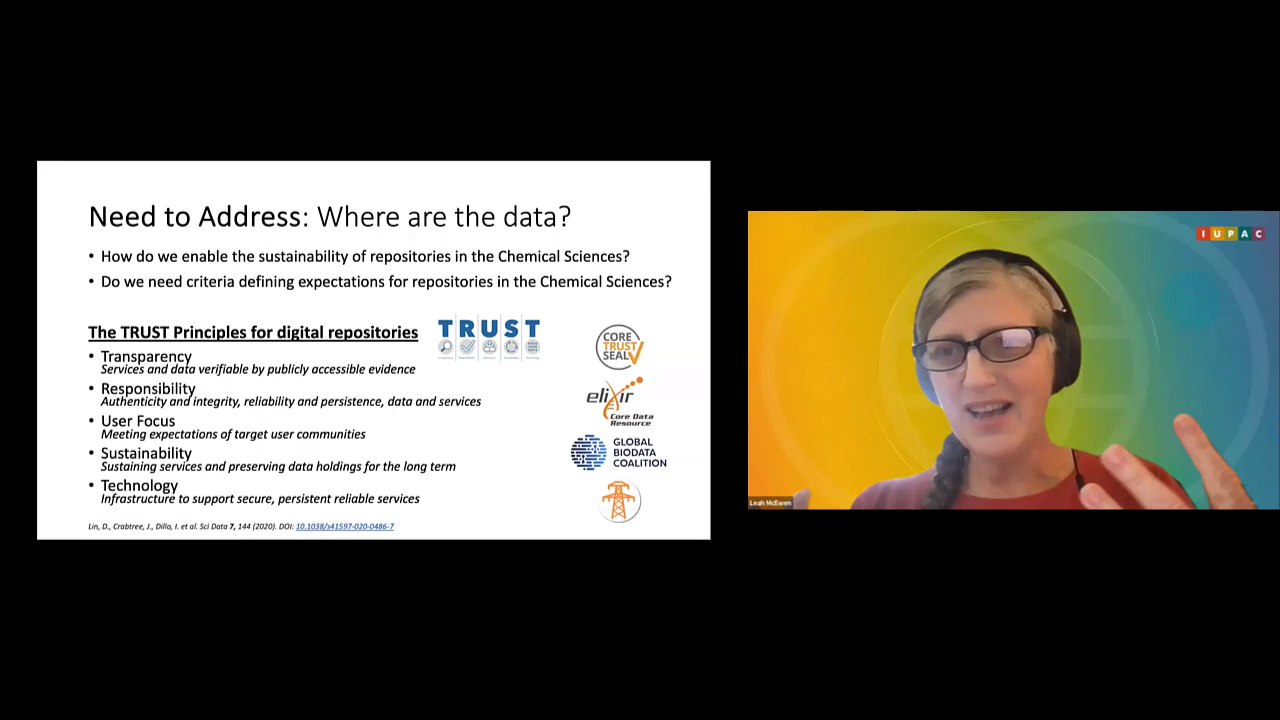 Need to Address: Where are the data?
• How do we enable the sustainability of repositories in the Chemical Sciences?
• Do we need criteria defining expectations for repositories in the Chemical Sciences?
The TRUST Principles for digital repositories
TRUST
• Transparency
Services and data verifiable by publicly accessible evidence
• Responsibility
Authenticity and integrity, reliability and persistence, data and services
• User Focus
Meeting expectations of target user communities
• Sustainability
Sustaining services and preserving data holdings for the long term
• Technology
Infrastructure to support secure, persistent reliable services
Lin, D., Crabtree, J., Dillo, I. et al. Sci Data 7, 144 (2020). DOI: 10.1038/s41597-020-0486-7
CORE
TRUST
SEAL
elixir
Core Data
Resource
GLOBAL
BIODATA
COALITION
IUPAC
Leah McEwen